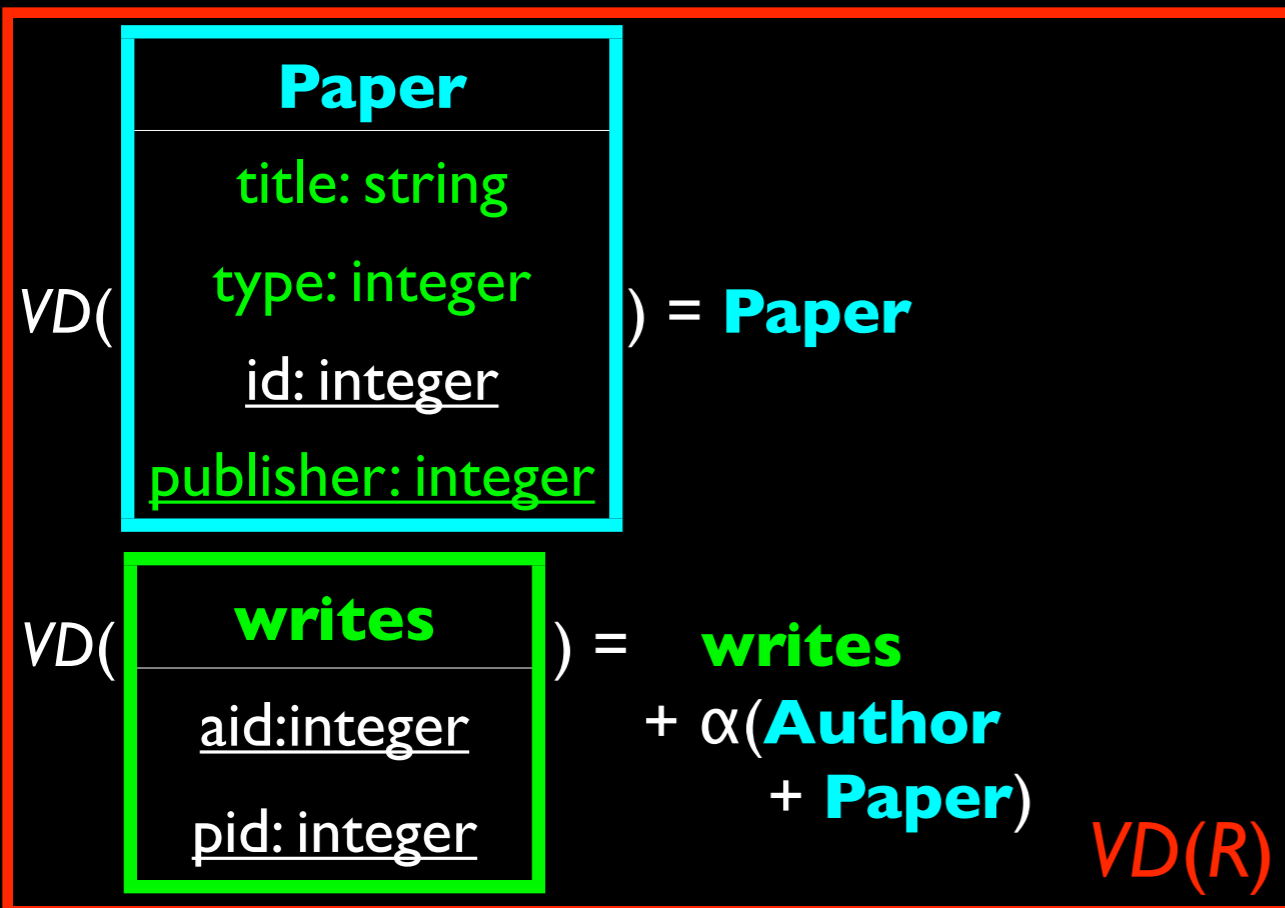 Paper
title: string
type: integer
VD( ) = Paper
id: integer
publisher: integer
writes
VD( ) = writes
aid:integer
+ α(Author
+ Paper)
pid: integer
VD(R)